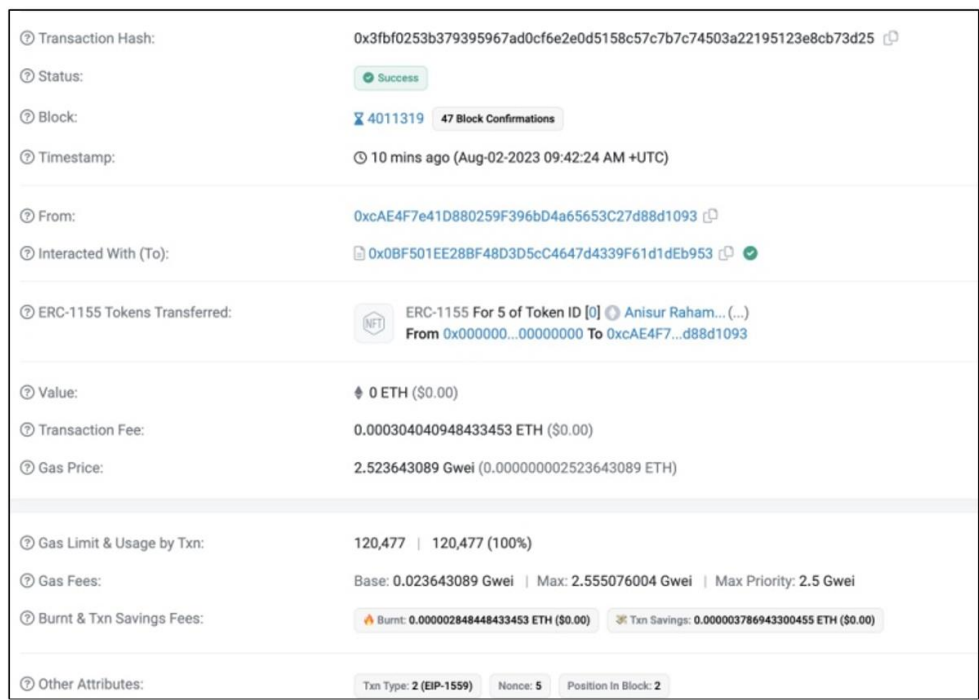 Transaction Hash: 0x3fbf0253b379395967ad0cf6e2e0d5158c57c7b7c74503a22195123e8cb73d25
Status: Success
Block: 4011319 47 Block Confirmations
Timestamp: 10 mins ago (Aug-02-2023 09:42:24 AM +UTC)
From: 0xcAE4F7e41D880259F396bD4a65653C27d88d1093
Interacted With (To): 0x0BF501EE28BF48D3D5cC4647d4339F61d1dEb953
ERC-1155 Tokens Transferred: ERC-1155 For 5 of Token ID [0] Anisur Raham... (...)
NFT
From 0x000000...00000000 To 0xcAE4F7...d88d1093
Value: 0 ETH ($0.00)
Transaction Fee: 0.000304040948433453 ETH ($0.00)
Gas Price: 2.523643089 Gwei (0.000000002523643089 ETH)
Gas Limit & Usage by Txn: 120,477 | 120,477 (100%)
Gas Fees: Base: 0.023643089 Gwei | Max: 2.555076004 Gwei | Max Priority: 2.5 Gwei
Burnt & Txn Savings Fees: Burnt: 0.000002848448433453 ETH ($0.00) Txn Savings: 0.000003786943300455 ETH ($0.00)
Other Attributes: Txn Type: 2 (EIP-1559) Nonce: 5 Position In Block: 2